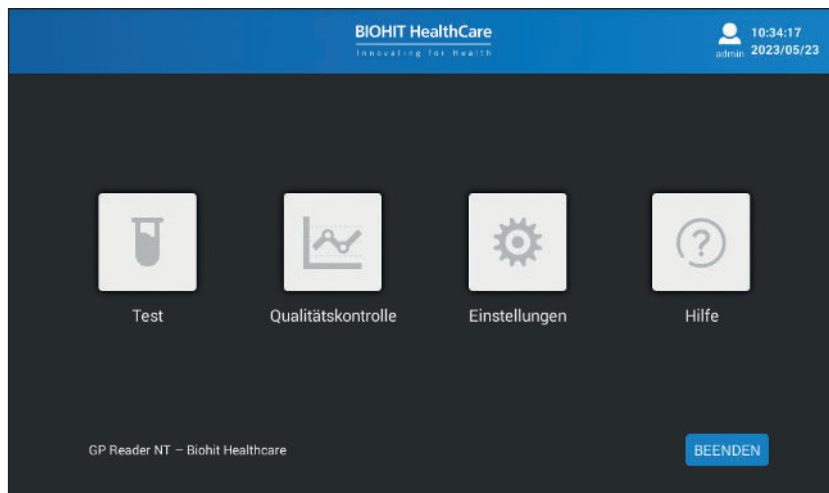 BIOHIT HealthCare
Innovating for Health
10:34:17
admin 2023/05/23
Test
Qualitätskontrolle
Einstellungen
Hilfe
GP Reader NT – Biohit Healthcare
BEENDEN